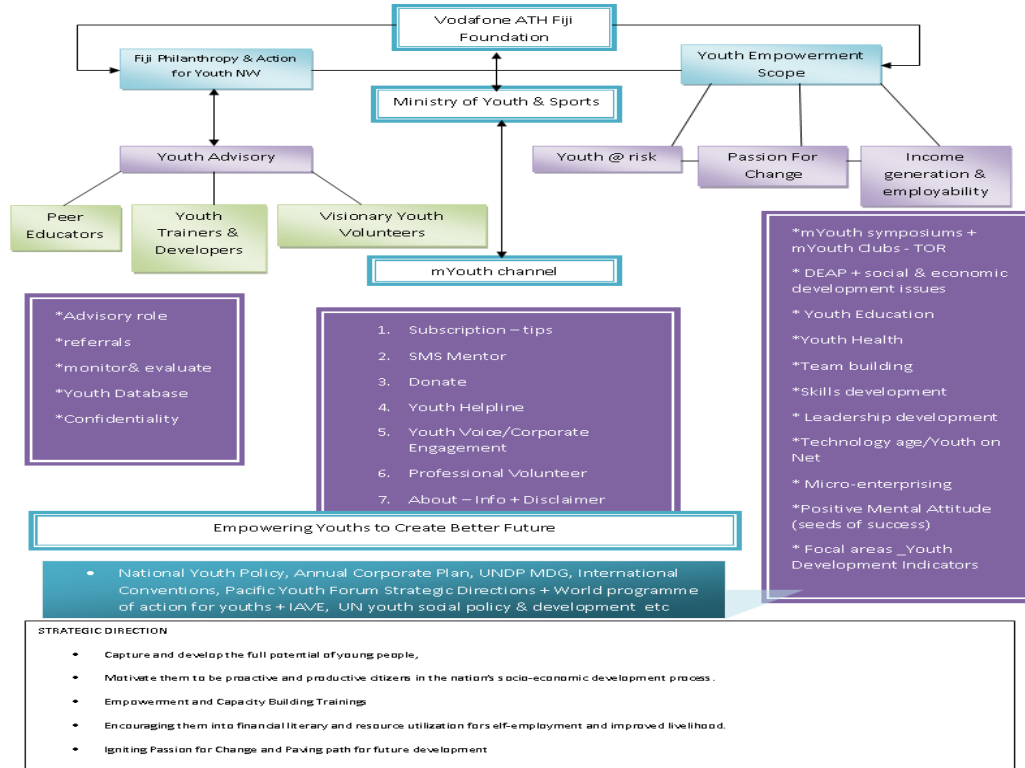 Vodafone ATH Fiji
Foundation
Fiji Philanthropy & Action
for Youth NW
Youth Empowerment
Scope
Ministry of Youth & Sports
Youth Advisory
Youth @ risk
Passion For
Change
Income
generation &
employability
Peer
Educators
Youth
Trainers &
Developers
Visionary Youth
Volunteers
mYouth channel
*Advisory role
*referrals
*monitor& evaluate
*Youth Database
*Confidentiality
1. Subscription – tips
2. SMS Mentor
3. Donate
4. Youth Helpline
5. Youth Voice/Corporate
Engagement
6. Professional Volunteer
7. About – Info + Disclaimer
*mYouth symposiums +
mYouth Clubs - TOR
* DEAP + social & economic
development issues
* Youth Education
*Youth Health
*Team building
*Skills development
* Leadership development
*Technology age/Youth on
Net
* Micro-enterprising
*Positive Mental Attitude
(seeds of success)
* Focal areas _Youth
Development Indicators
Empowering Youths to Create Better Future
• National Youth Policy, Annual Corporate Plan, UNDP MDG, International
Conventions, Pacific Youth Forum Strategic Directions + World programme
of action for youths + IAVE, UN youth social policy & development etc
STRATEGIC DIRECTION
• Capture and develop the full potential of young people,
• Motivate them to be proactive and productive citizens in the nation's socio-economic development process.
• Empowerment and Capacity Building Trainings
• Encouraging them into financial literary and resource utilization for self-employment and improved livelihood.
• Igniting Passion for Change and Paving path for future development